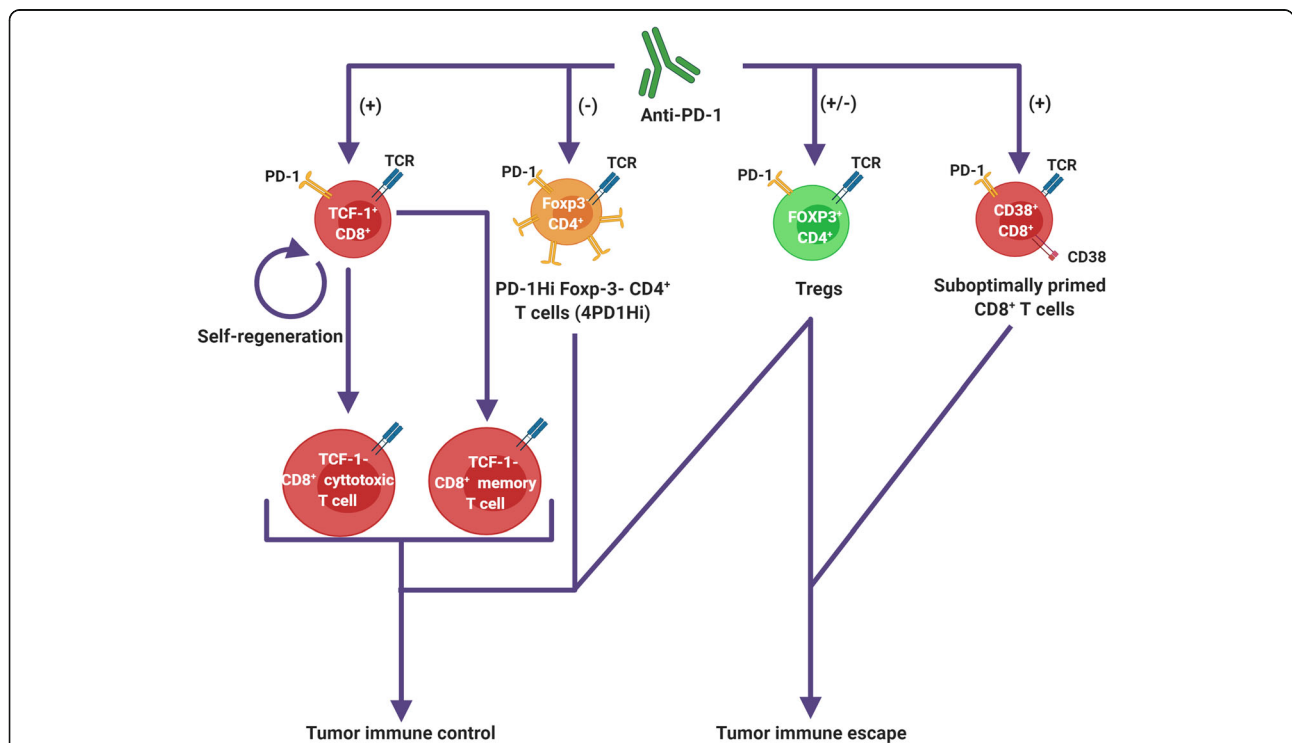 (+)
(-)
Anti-PD-1
(+/-)
(+)
PD-1
TCR
TCF-1⁺
CD8⁺
PD-1
TCR
Foxp3⁻
CD4⁺
PD-1
TCR
FOXP3⁺
CD4⁺
PD-1
TCR
CD38⁺
CD8⁺
CD38
Self-regeneration
PD-1Hi Foxp-3- CD4⁺
T cells (4PD1Hi)
Tregs
Suboptimally primed
CD8⁺ T cells
TCF-1-
CD8⁺ cyttotoxic
T cell
TCF-1-
CD8⁺ memory
T cell
Tumor immune control
Tumor immune escape